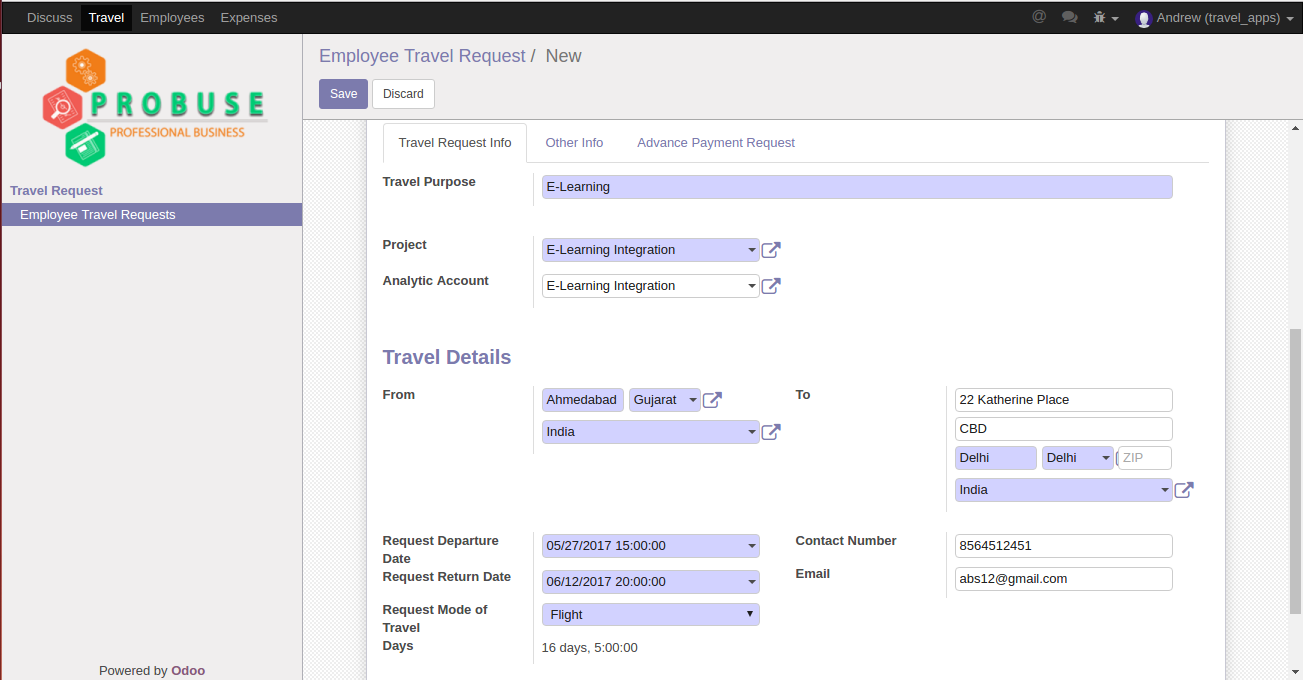 Discuss Travel Employees Expenses @ Andrew (travel_apps)
PROBUSE
PROFESSIONAL BUSINESS
Travel Request
Employee Travel Requests
Powered by Odoo
Employee Travel Request / New
Save Discard
Travel Request Info Other Info Advance Payment Request
Travel Purpose E-Learning
Project E-Learning Integration
Analytic Account E-Learning Integration
Travel Details
From Ahmedabad Gujarat
India
To 22 Katherine Place
CBD
Delhi Delhi ZIP
India
Request Departure
Date
05/27/2017 15:00:00
Request Return Date 06/12/2017 20:00:00
Request Mode of
Travel
Flight
Days 16 days, 5:00:00
Contact Number 8564512451
Email abs12@gmail.com